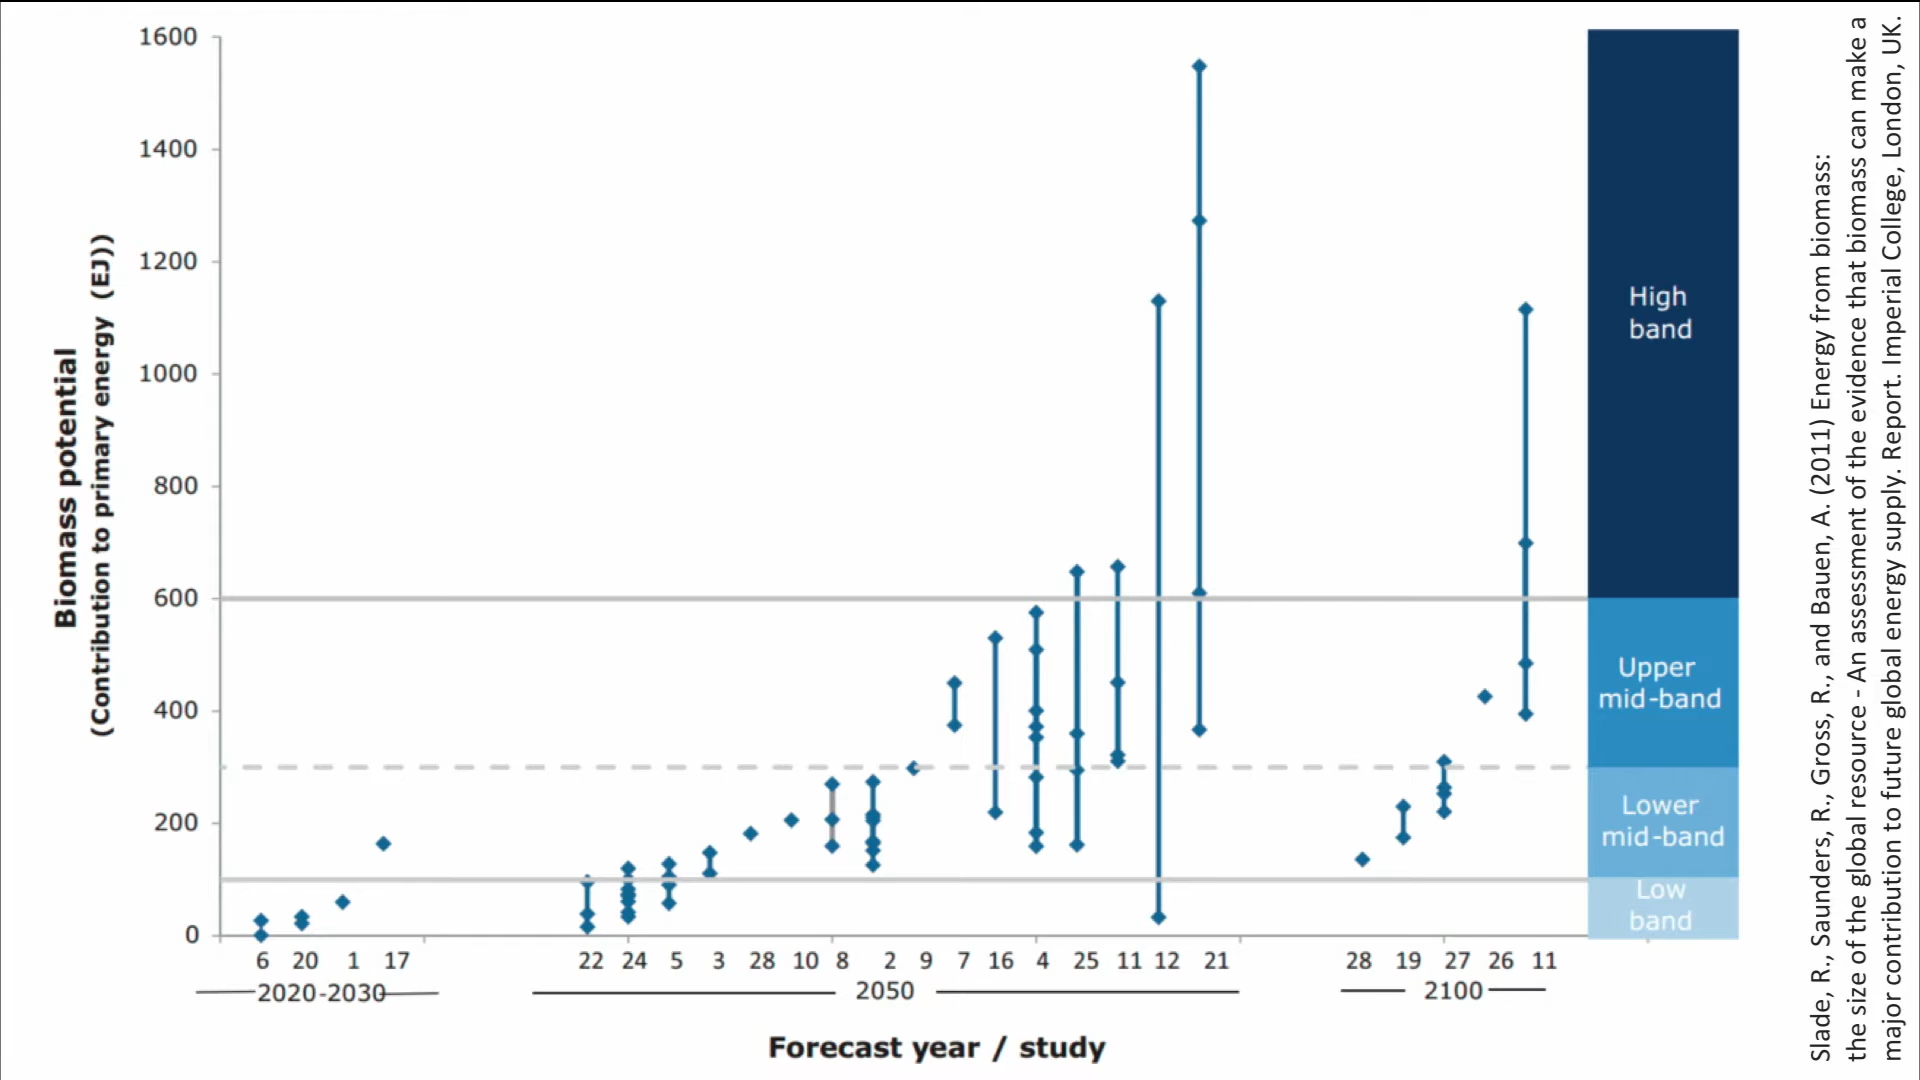 1600
1400
1200
1000
800
600
400
200
0
Biomass potential
(Contribution to primary energy (EJ))
6 20 1 17
22 24 5 3 28 10 8 2 9 7 16 4 25 11 12 21
28 19 27 26 11
2020-2030
2050
2100
Forecast year / study
High
band
Upper
mid-band
Lower
mid-band
Low
band
Slade, R., Saunders, R., Gross, R., and Bauen, A. (2011) Energy from biomass:
the size of the global resource - An assessment of the evidence that biomass can make a
major contribution to future global energy supply. Report. Imperial College, London, UK.